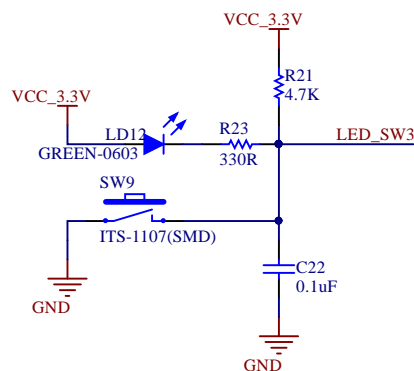 VCC_3.3V
VCC_3.3V
R21
4.7K
LD12
R23
LED_SW3
GREEN-0603
330R
SW9
ITS-1107(SMD)
C22
0.1uF
GND
GND